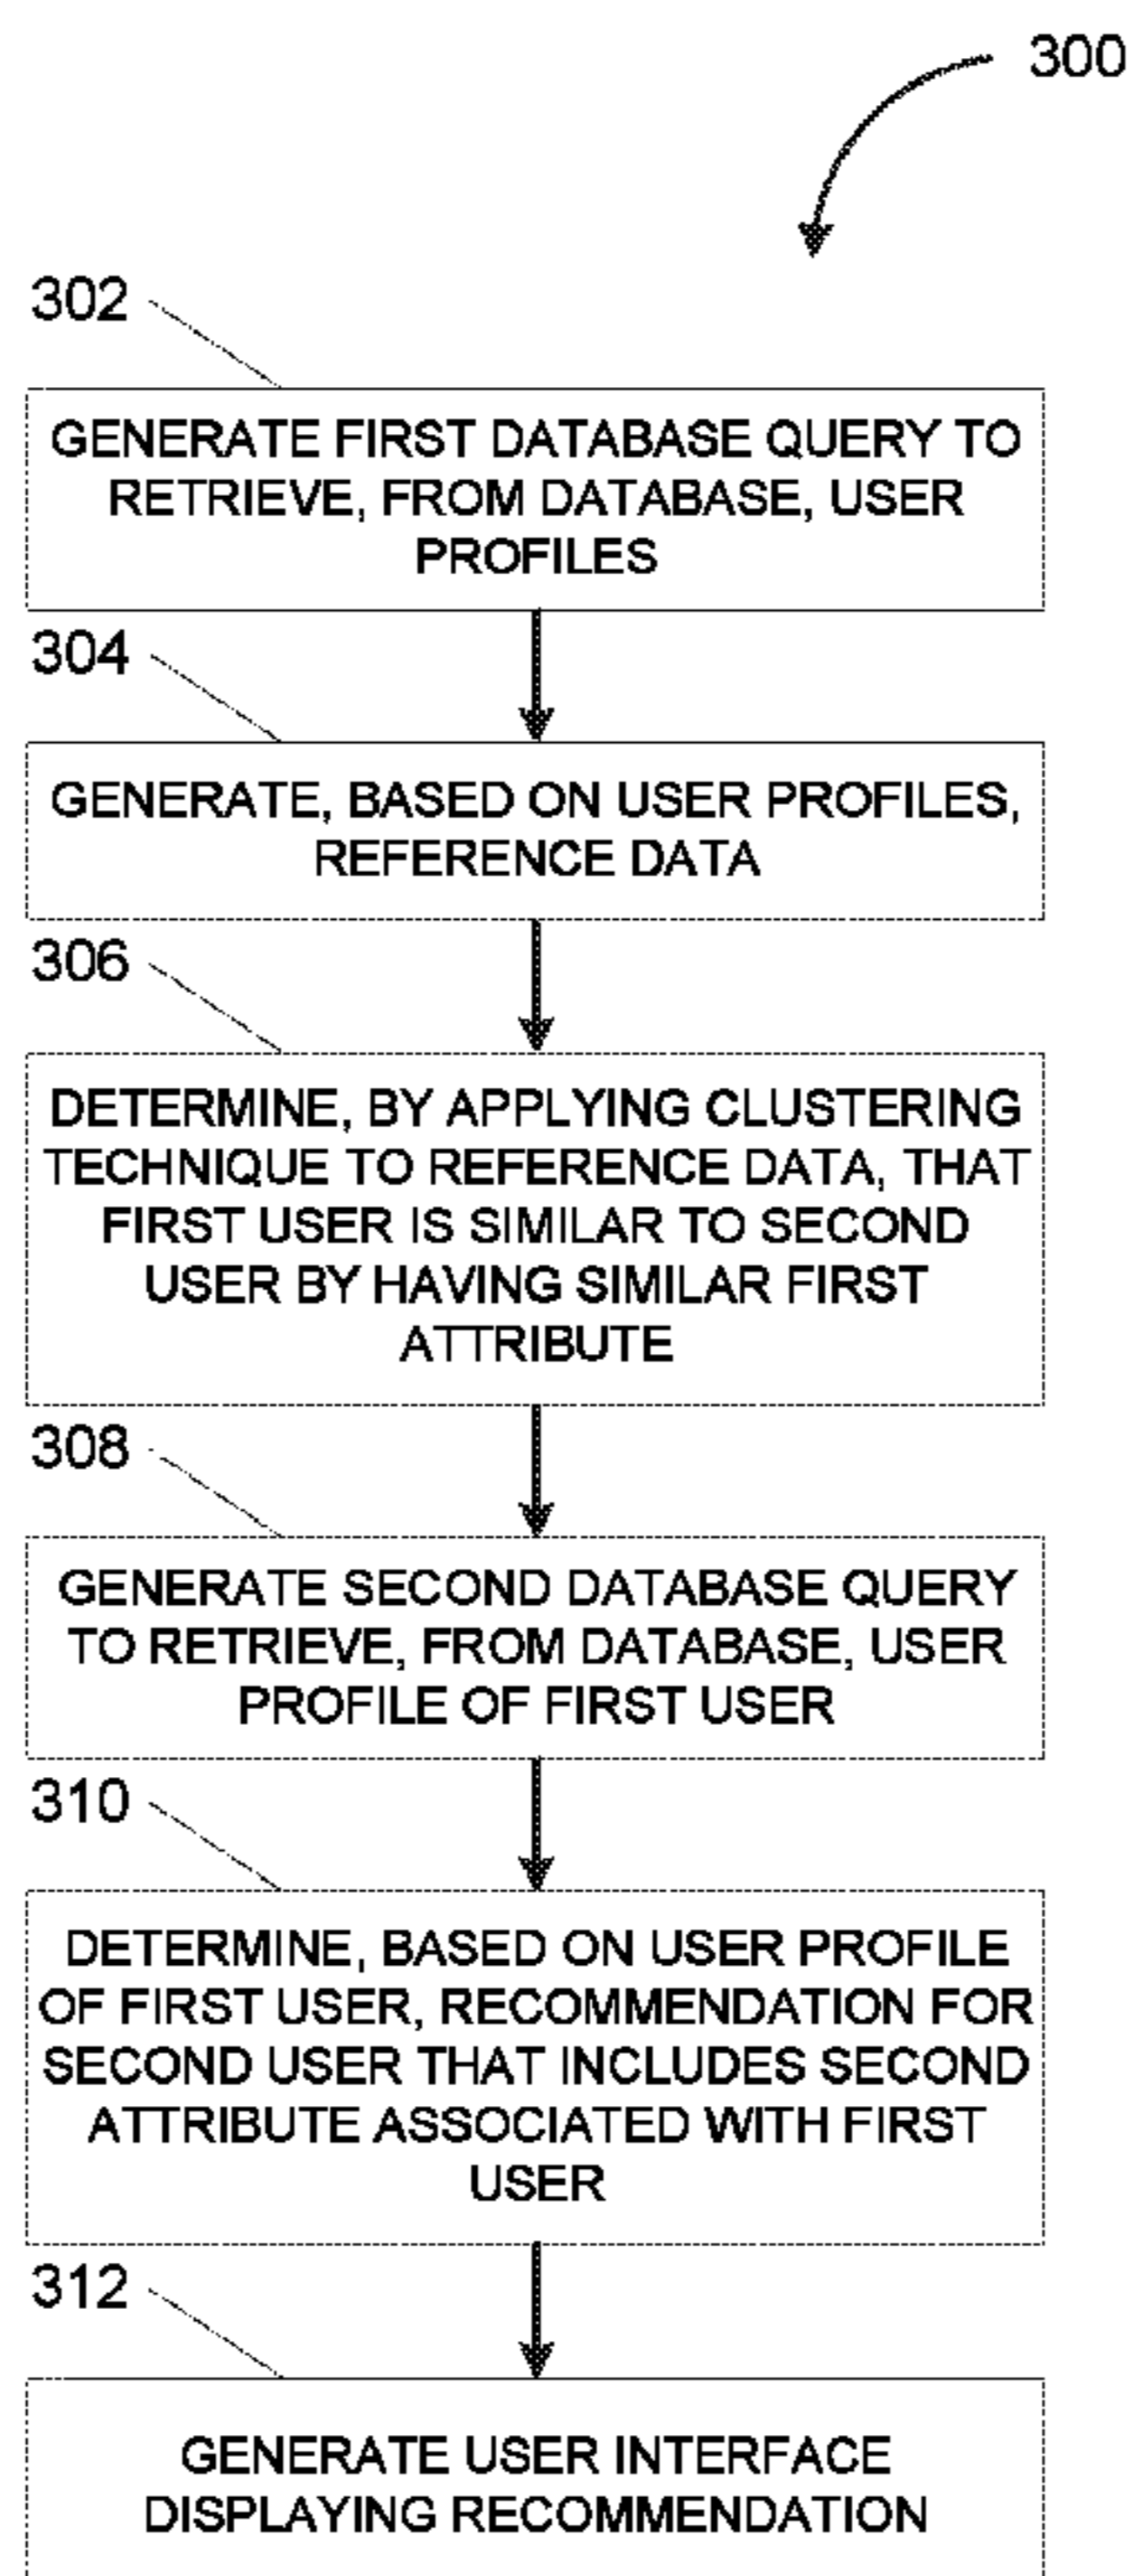 300
302
GENERATE FIRST DATABASE QUERY TO
RETRIEVE, FROM DATABASE, USER
PROFILES
304
GENERATE, BASED ON USER PROFILES,
REFERENCE DATA
306
DETERMINE, BY APPLYING CLUSTERING
TECHNIQUE TO REFERENCE DATA, THAT
FIRST USER IS SIMILAR TO SECOND
USER BY HAVING SIMILAR FIRST
ATTRIBUTE
308
GENERATE SECOND DATABASE QUERY
TO RETRIEVE, FROM DATABASE, USER
PROFILE OF FIRST USER
310
DETERMINE, BASED ON USER PROFILE
OF FIRST USER, RECOMMENDATION FOR
SECOND USER THAT INCLUDES SECOND
ATTRIBUTE ASSOCIATED WITH FIRST
USER
312
GENERATE USER INTERFACE
DISPLAYING RECOMMENDATION